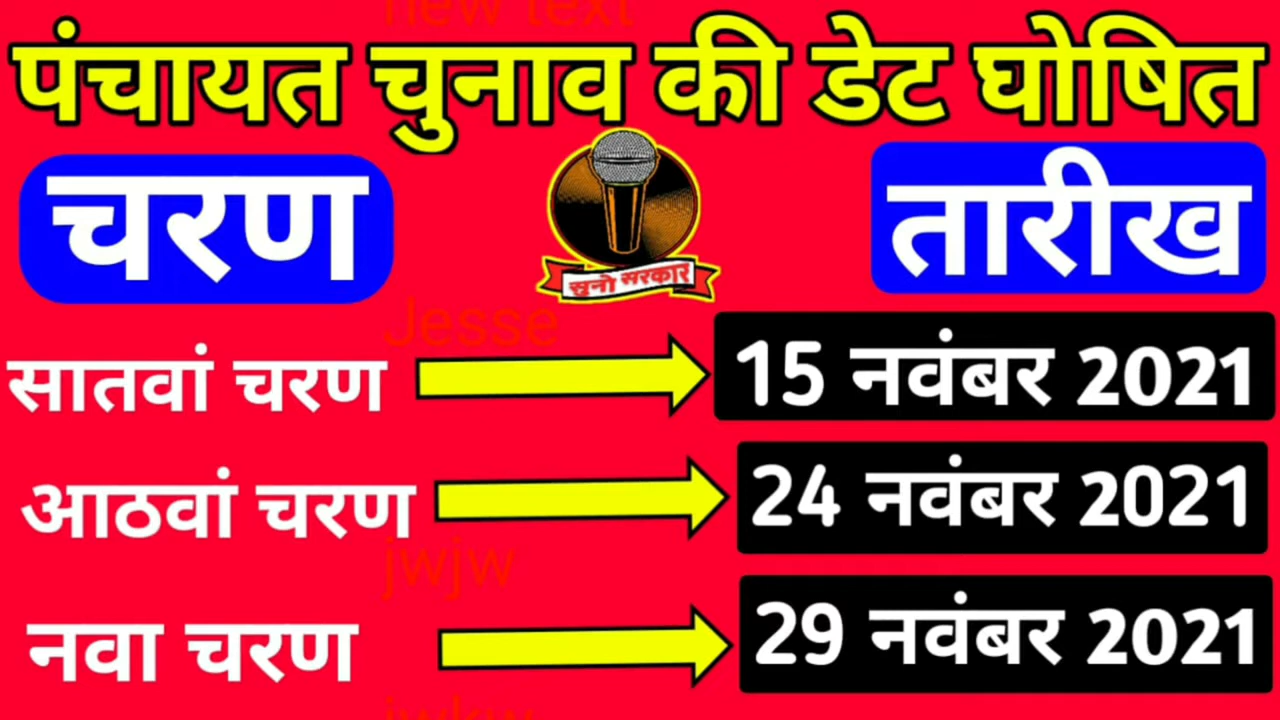 new text
पंचायत चुनाव की डेट घोषित
चरण
तारीख
सुनो सरकार
Jesse
सातवां चरण
15 नवंबर 2021
आठवां चरण
24 नवंबर 2021
jwjw
नवा चरण
29 नवंबर 2021